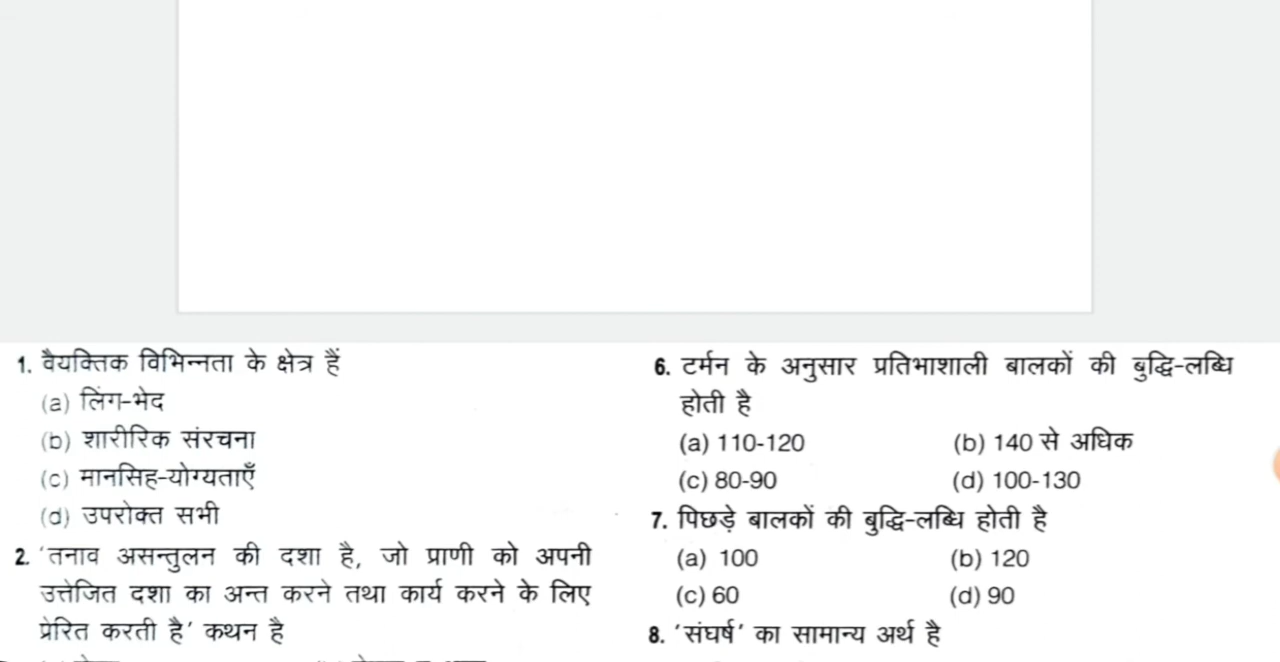 1. वैयक्तिक विभिन्नता के क्षेत्र हैं
(a) लिंग-भेद
(b) शारीरिक संरचना
(c) मानसिह-योग्यताएँ
(d) उपरोक्त सभी
2. 'तनाव असन्तुलन की दशा है, जो प्राणी को अपनी
उत्तेजित दशा का अन्त करने तथा कार्य करने के लिए
प्रेरित करती है' कथन है
6. टर्मन के अनुसार प्रतिभाशाली बालकों की बुद्धि-लब्धि
होती है
(a) 110-120 (b) 140 से अधिक
(c) 80-90 (d) 100-130
7. पिछड़े बालकों की बुद्धि-लब्धि होती है
(a) 100 (b) 120
(c) 60 (d) 90
8. 'संघर्ष' का सामान्य अर्थ है